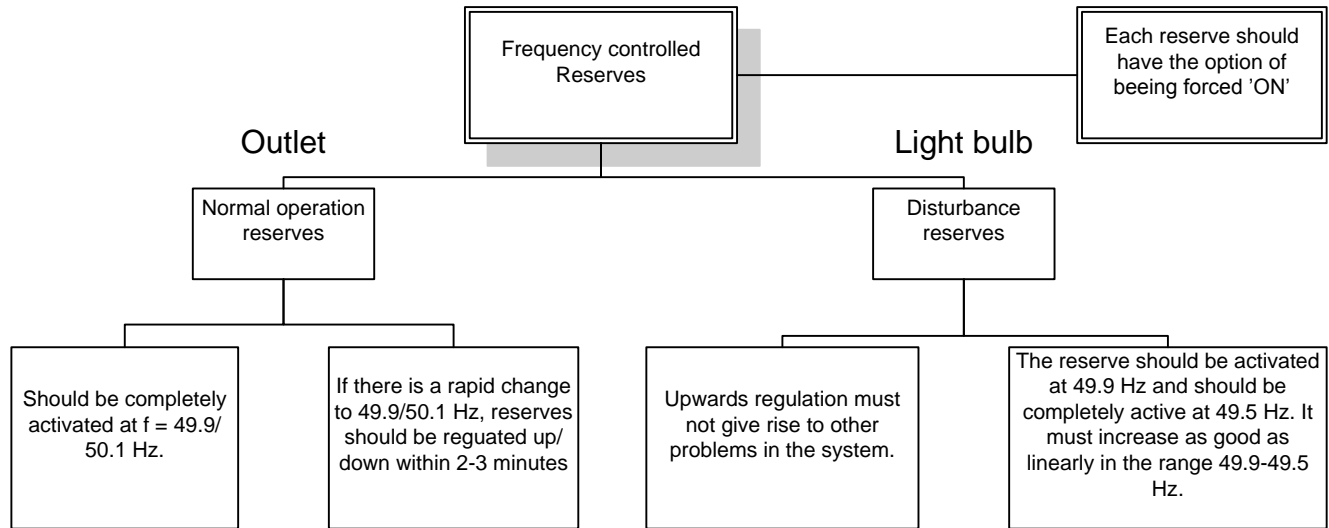 Frequency controlled
Reserves
Each reserve should
have the option of
beeing forced ’ON’
Outlet
Light bulb
Normal operation
reserves
Disturbance
reserves
Should be completely
activated at f = 49.9/
50.1 Hz.
If there is a rapid change
to 49.9/50.1 Hz, reserves
should be reguated up/
down within 2-3 minutes
Upwards regulation must
not give rise to other
problems in the system.
The reserve should be activated
at 49.9 Hz and should be
completely active at 49.5 Hz. It
must increase as good as
linearly in the range 49.9-49.5
Hz.